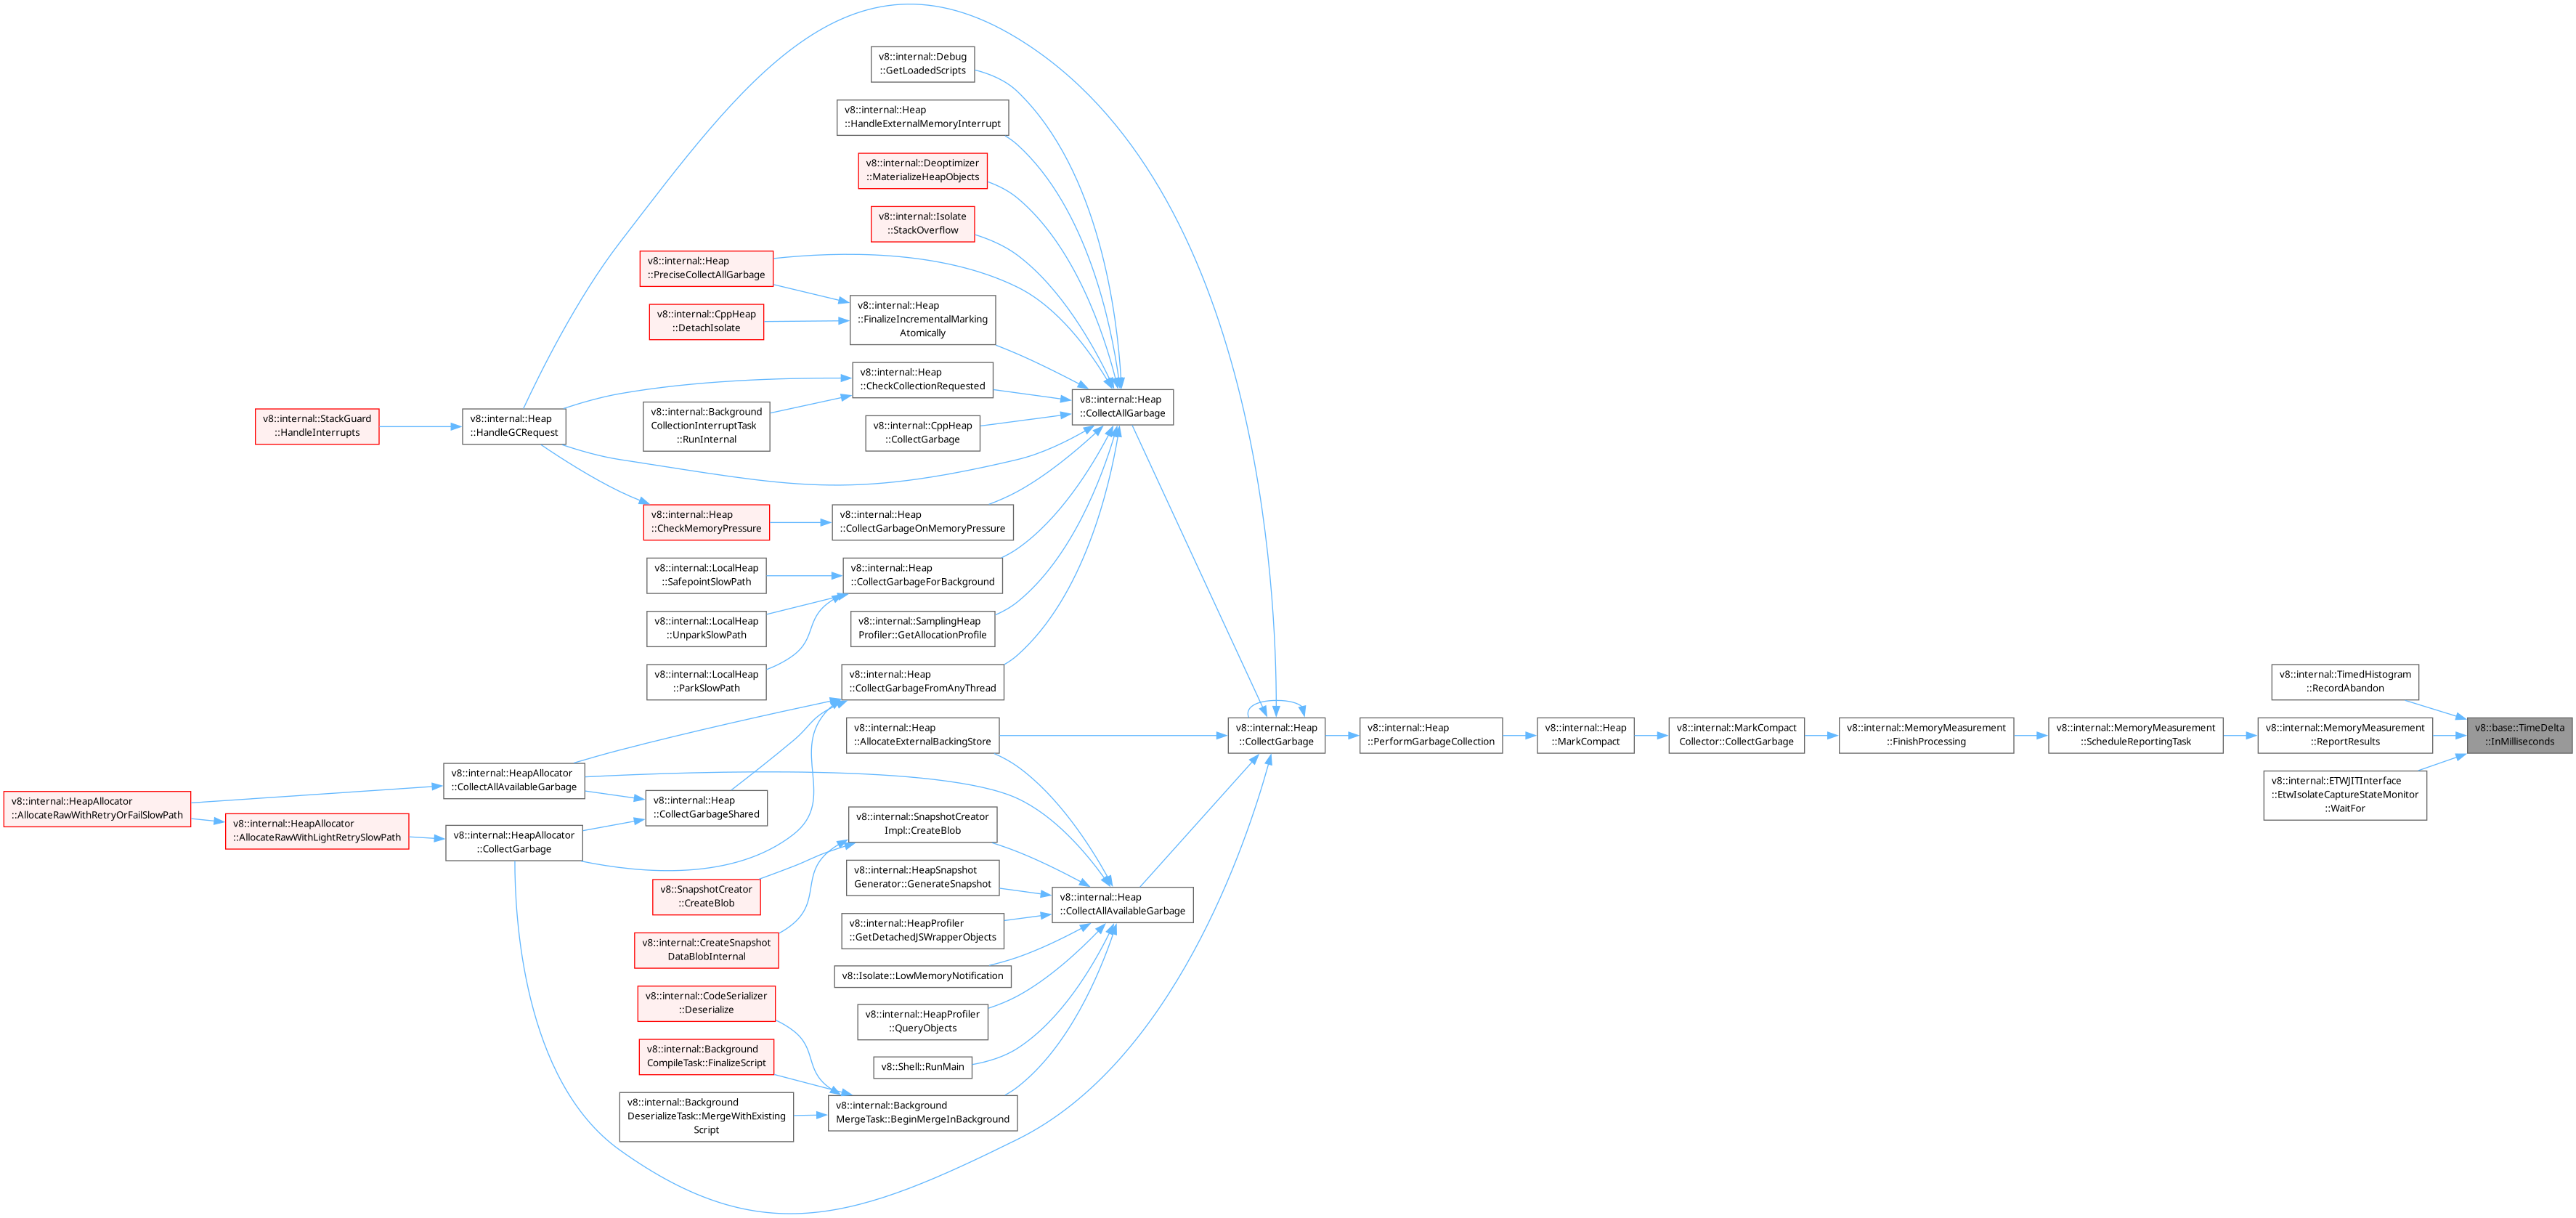 v8::internal::Debug
::GetLoadedScripts
v8::internal::Heap
::HandleExternalMemoryInterrupt
v8::internal::Deoptimizer
::MaterializeHeapObjects
v8::internal::Isolate
::StackOverflow
v8::internal::Heap
::PreciseCollectAllGarbage
v8::internal::Heap
::FinalizeIncrementalMarking
Atomically
v8::internal::CppHeap
::DetachIsolate
v8::internal::Heap
::CheckCollectionRequested
v8::internal::Heap
::CollectAllGarbage
v8::internal::StackGuard
::HandleInterrupts
v8::internal::Heap
::HandleGCRequest
v8::internal::Background
CollectionInterruptTask
::RunInternal
v8::internal::CppHeap
::CollectGarbage
v8::internal::Heap
::CheckMemoryPressure
v8::internal::Heap
::CollectGarbageOnMemoryPressure
v8::internal::LocalHeap
::SafepointSlowPath
v8::internal::Heap
::CollectGarbageForBackground
v8::internal::LocalHeap
::UnparkSlowPath
v8::internal::SamplingHeap
Profiler::GetAllocationProfile
v8::internal::LocalHeap
::ParkSlowPath
v8::internal::Heap
::CollectGarbageFromAnyThread
v8::internal::TimedHistogram
::RecordAbandon
v8::internal::Heap
::AllocateExternalBackingStore
v8::internal::Heap
::CollectGarbage
v8::internal::Heap
::PerformGarbageCollection
v8::internal::Heap
::MarkCompact
v8::internal::MarkCompact
Collector::CollectGarbage
v8::internal::MemoryMeasurement
::FinishProcessing
v8::internal::MemoryMeasurement
::ScheduleReportingTask
v8::internal::MemoryMeasurement
::ReportResults
v8::base::TimeDelta
::InMilliseconds
v8::internal::ETWJITInterface
::EtwIsolateCaptureStateMonitor
::WaitFor
v8::internal::HeapAllocator
::CollectAllAvailableGarbage
v8::internal::HeapAllocator
::AllocateRawWithRetryOrFailSlowPath
v8::internal::HeapAllocator
::AllocateRawWithLightRetrySlowPath
v8::internal::HeapAllocator
::CollectGarbage
v8::internal::Heap
::CollectGarbageShared
v8::internal::SnapshotCreator
Impl::CreateBlob
v8::SnapshotCreator
::CreateBlob
v8::internal::HeapSnapshot
Generator::GenerateSnapshot
v8::internal::Heap
::CollectAllAvailableGarbage
v8::internal::CreateSnapshot
DataBlobInternal
v8::internal::HeapProfiler
::GetDetachedJSWrapperObjects
v8::Isolate::LowMemoryNotification
v8::internal::CodeSerializer
::Deserialize
v8::internal::HeapProfiler
::QueryObjects
v8::internal::Background
CompileTask::FinalizeScript
v8::Shell::RunMain
v8::internal::Background
DeserializeTask::MergeWithExisting
Script
v8::internal::Background
MergeTask::BeginMergeInBackground